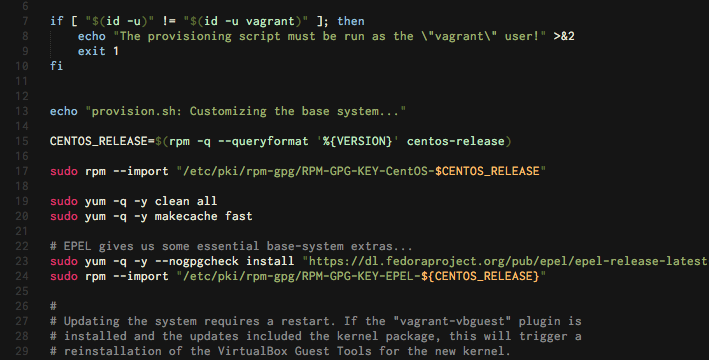 6
7 if [ "$(id -u)" != "$(id -u vagrant)" ]; then
8 echo "The provisioning script must be run as the \"vagrant\" user!" >&2
9 exit 1
10 fi
11
12
13 echo "provision.sh: Customizing the base system..."
14
15 CENTOS_RELEASE=$(rpm -q --queryformat '%{VERSION}' centos-release)
16
17 sudo rpm --import "/etc/pki/rpm-gpg/RPM-GPG-KEY-CentOS-$CENTOS_RELEASE"
18
19 sudo yum -q -y clean all
20 sudo yum -q -y makecache fast
21
22 # EPEL gives us some essential base-system extras...
23 sudo yum -q -y --nogpgcheck install "https://dl.fedoraproject.org/pub/epel/epel-release-latest
24 sudo rpm --import "/etc/pki/rpm-gpg/RPM-GPG-KEY-EPEL-${CENTOS_RELEASE}"
25
26 #
27 # Updating the system requires a restart. If the "vagrant-vbguest" plugin is
28 # installed and the updates included the kernel package, this will trigger a
29 # reinstallation of the VirtualBox Guest Tools for the new kernel.